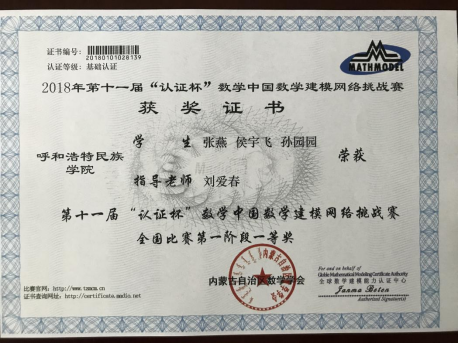 证书编号：20180101028139
认证等级：基础认证
MATHMODEL
2018年第十一届“认证杯”数学中国数学建模网络挑战赛
获奖证书
学 生 张燕 侯宇飞 孙园园
呼和浩特民族学院 荣获
指导老师 刘爱春
第十一届“认证杯”数学中国数学建模网络挑战赛
全国比赛第一阶段一等奖
For and on behalf of
Globle Mathematical Modeling Certificate Authority
全球数学建模能力认证中心
Authorized Signature(s)
内蒙古自治区数学学会
比赛官网：http://www.tzmcm.cn
证书查询网址：http://certificate.madio.net